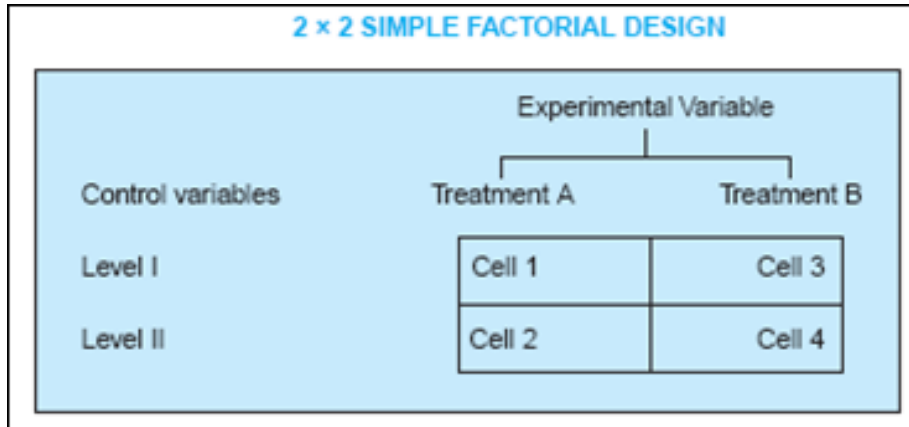 2 × 2 SIMPLE FACTORIAL DESIGN
Experimental Variable
Control variables Treatment A Treatment B
Level I Cell 1 Cell 3
Level II Cell 2 Cell 4